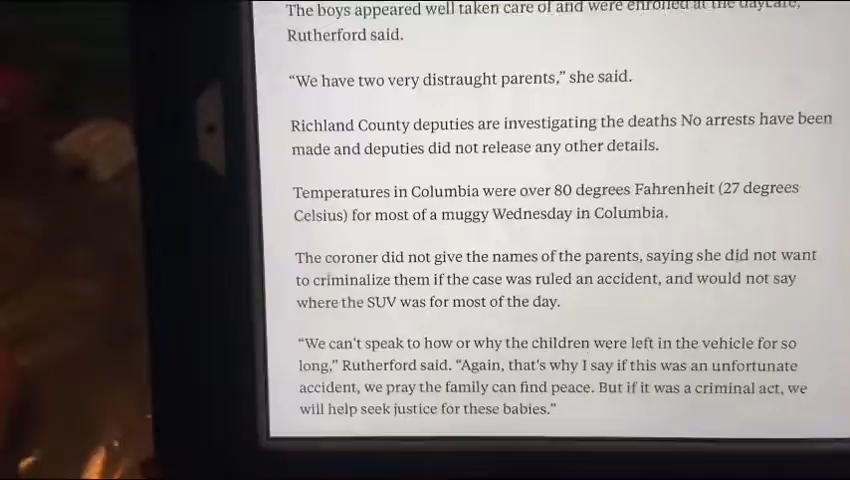 The boys appeared well taken care of and were enrolled at the daycare,
Rutherford said.
“We have two very distraught parents,” she said.
Richland County deputies are investigating the deaths No arrests have been
made and deputies did not release any other details.
Temperatures in Columbia were over 80 degrees Fahrenheit (27 degrees
Celsius) for most of a muggy Wednesday in Columbia.
The coroner did not give the names of the parents, saying she did not want
to criminalize them if the case was ruled an accident, and would not say
where the SUV was for most of the day.
“We can't speak to how or why the children were left in the vehicle for so
long,” Rutherford said. “Again, that's why I say if this was an unfortunate
accident, we pray the family can find peace. But if it was a criminal act, we
will help seek justice for these babies.”